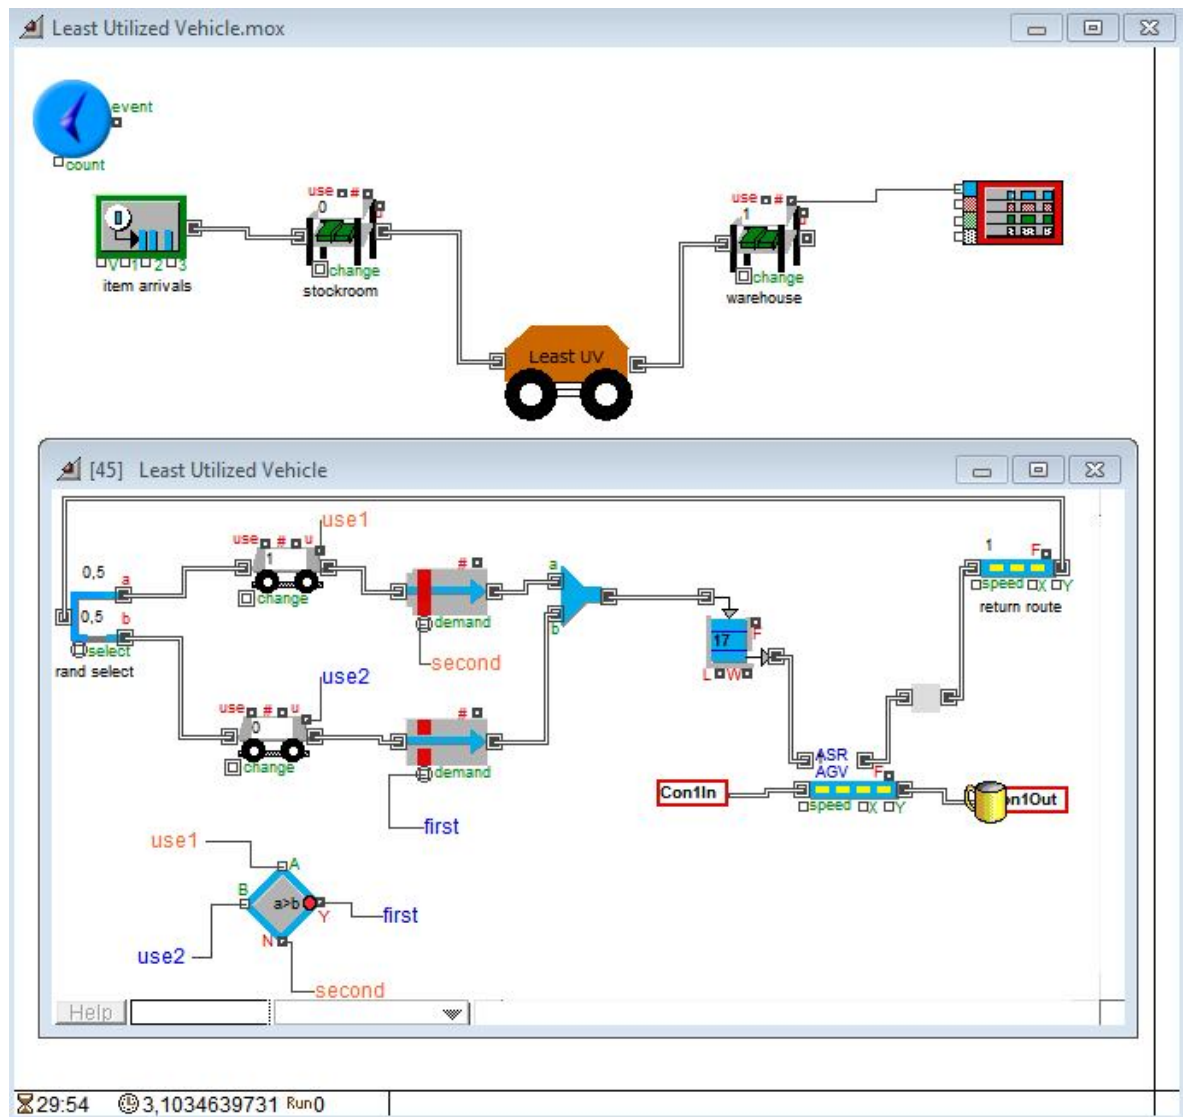 Least Utilized Vehicle.mox
event
count
use #
0
u
change
stockroom
V 1 2 3
item arrivals
use #
1
u
change
warehouse
Least UV
[45] Least Utilized Vehicle
use1
use # u
1
change
0,5 a
0,5 b
select
rand select
#
demand
second
a
b
17
F
L W
1
F
speed X Y
return route
use2
use # u
0
change
#
demand
first
ASR
AGV
F
speed X Y
Con1In
on1Out
use1
A
B
a>b
Y
first
N
use2
second
Help
29:54 3,1034639731 Run0